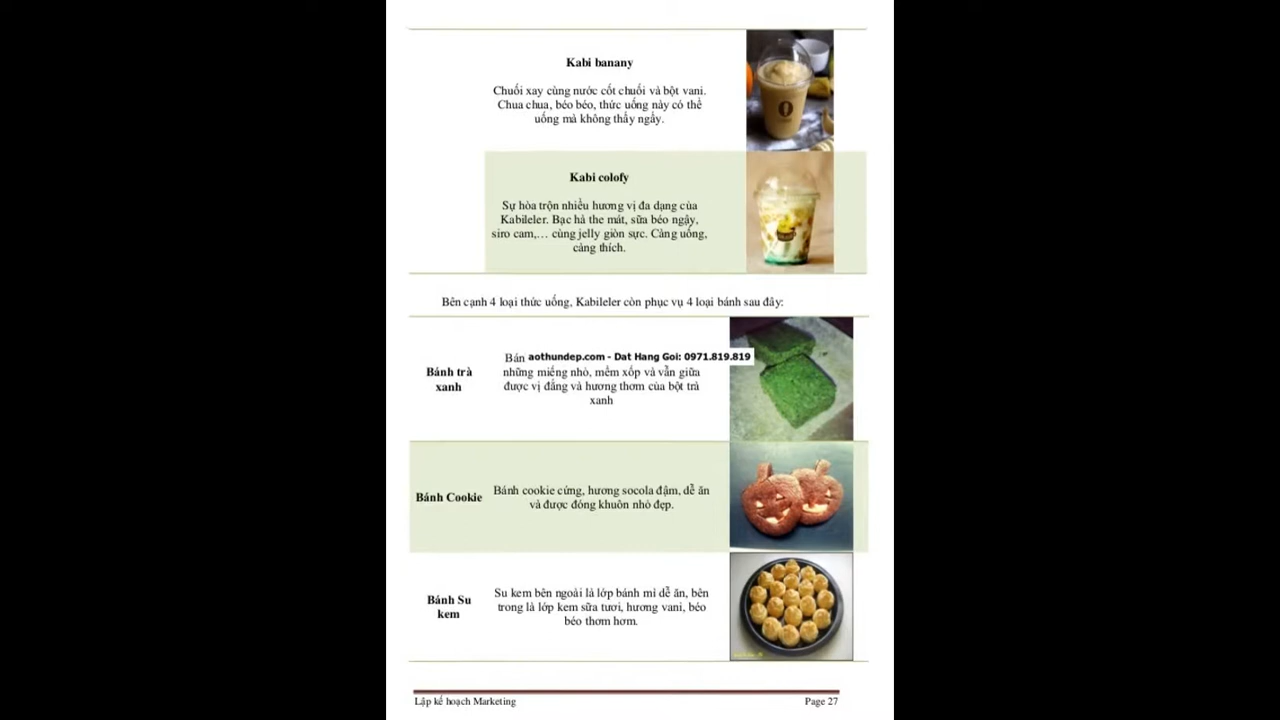 Kabi banany
Chuối xay cùng nước cốt chuối và bột vani.
Chua chua, béo béo, thức uống này có thể
uống mà không thấy ngấy.
Kabi colofy
Sự hòa trộn nhiều hương vị đa dạng của
Kabileler. Bạc hà the mát, sữa béo ngậy,
siro cam,… cùng jelly giòn sực. Càng uống,
càng thích.
Bên cạnh 4 loại thức uống, Kabileler còn phục vụ 4 loại bánh sau đây:
Bánh trà
xanh
Bán aothundep.com - Dat Hang Goi: 0971.819.819
những miếng nhỏ, mềm xốp và vẫn giữa
được vị đắng và hương thơm của bột trà
xanh
Bánh Cookie
Bánh cookie cứng, hương socola đậm, dễ ăn
và được đóng khuôn nhỏ đẹp.
Bánh Su
kem
Su kem bên ngoài là lớp bánh mì dễ ăn, bên
trong là lớp kem sữa tươi, hương vani, béo
béo thơm hơm.
Lập kế hoạch Marketing
Page 27